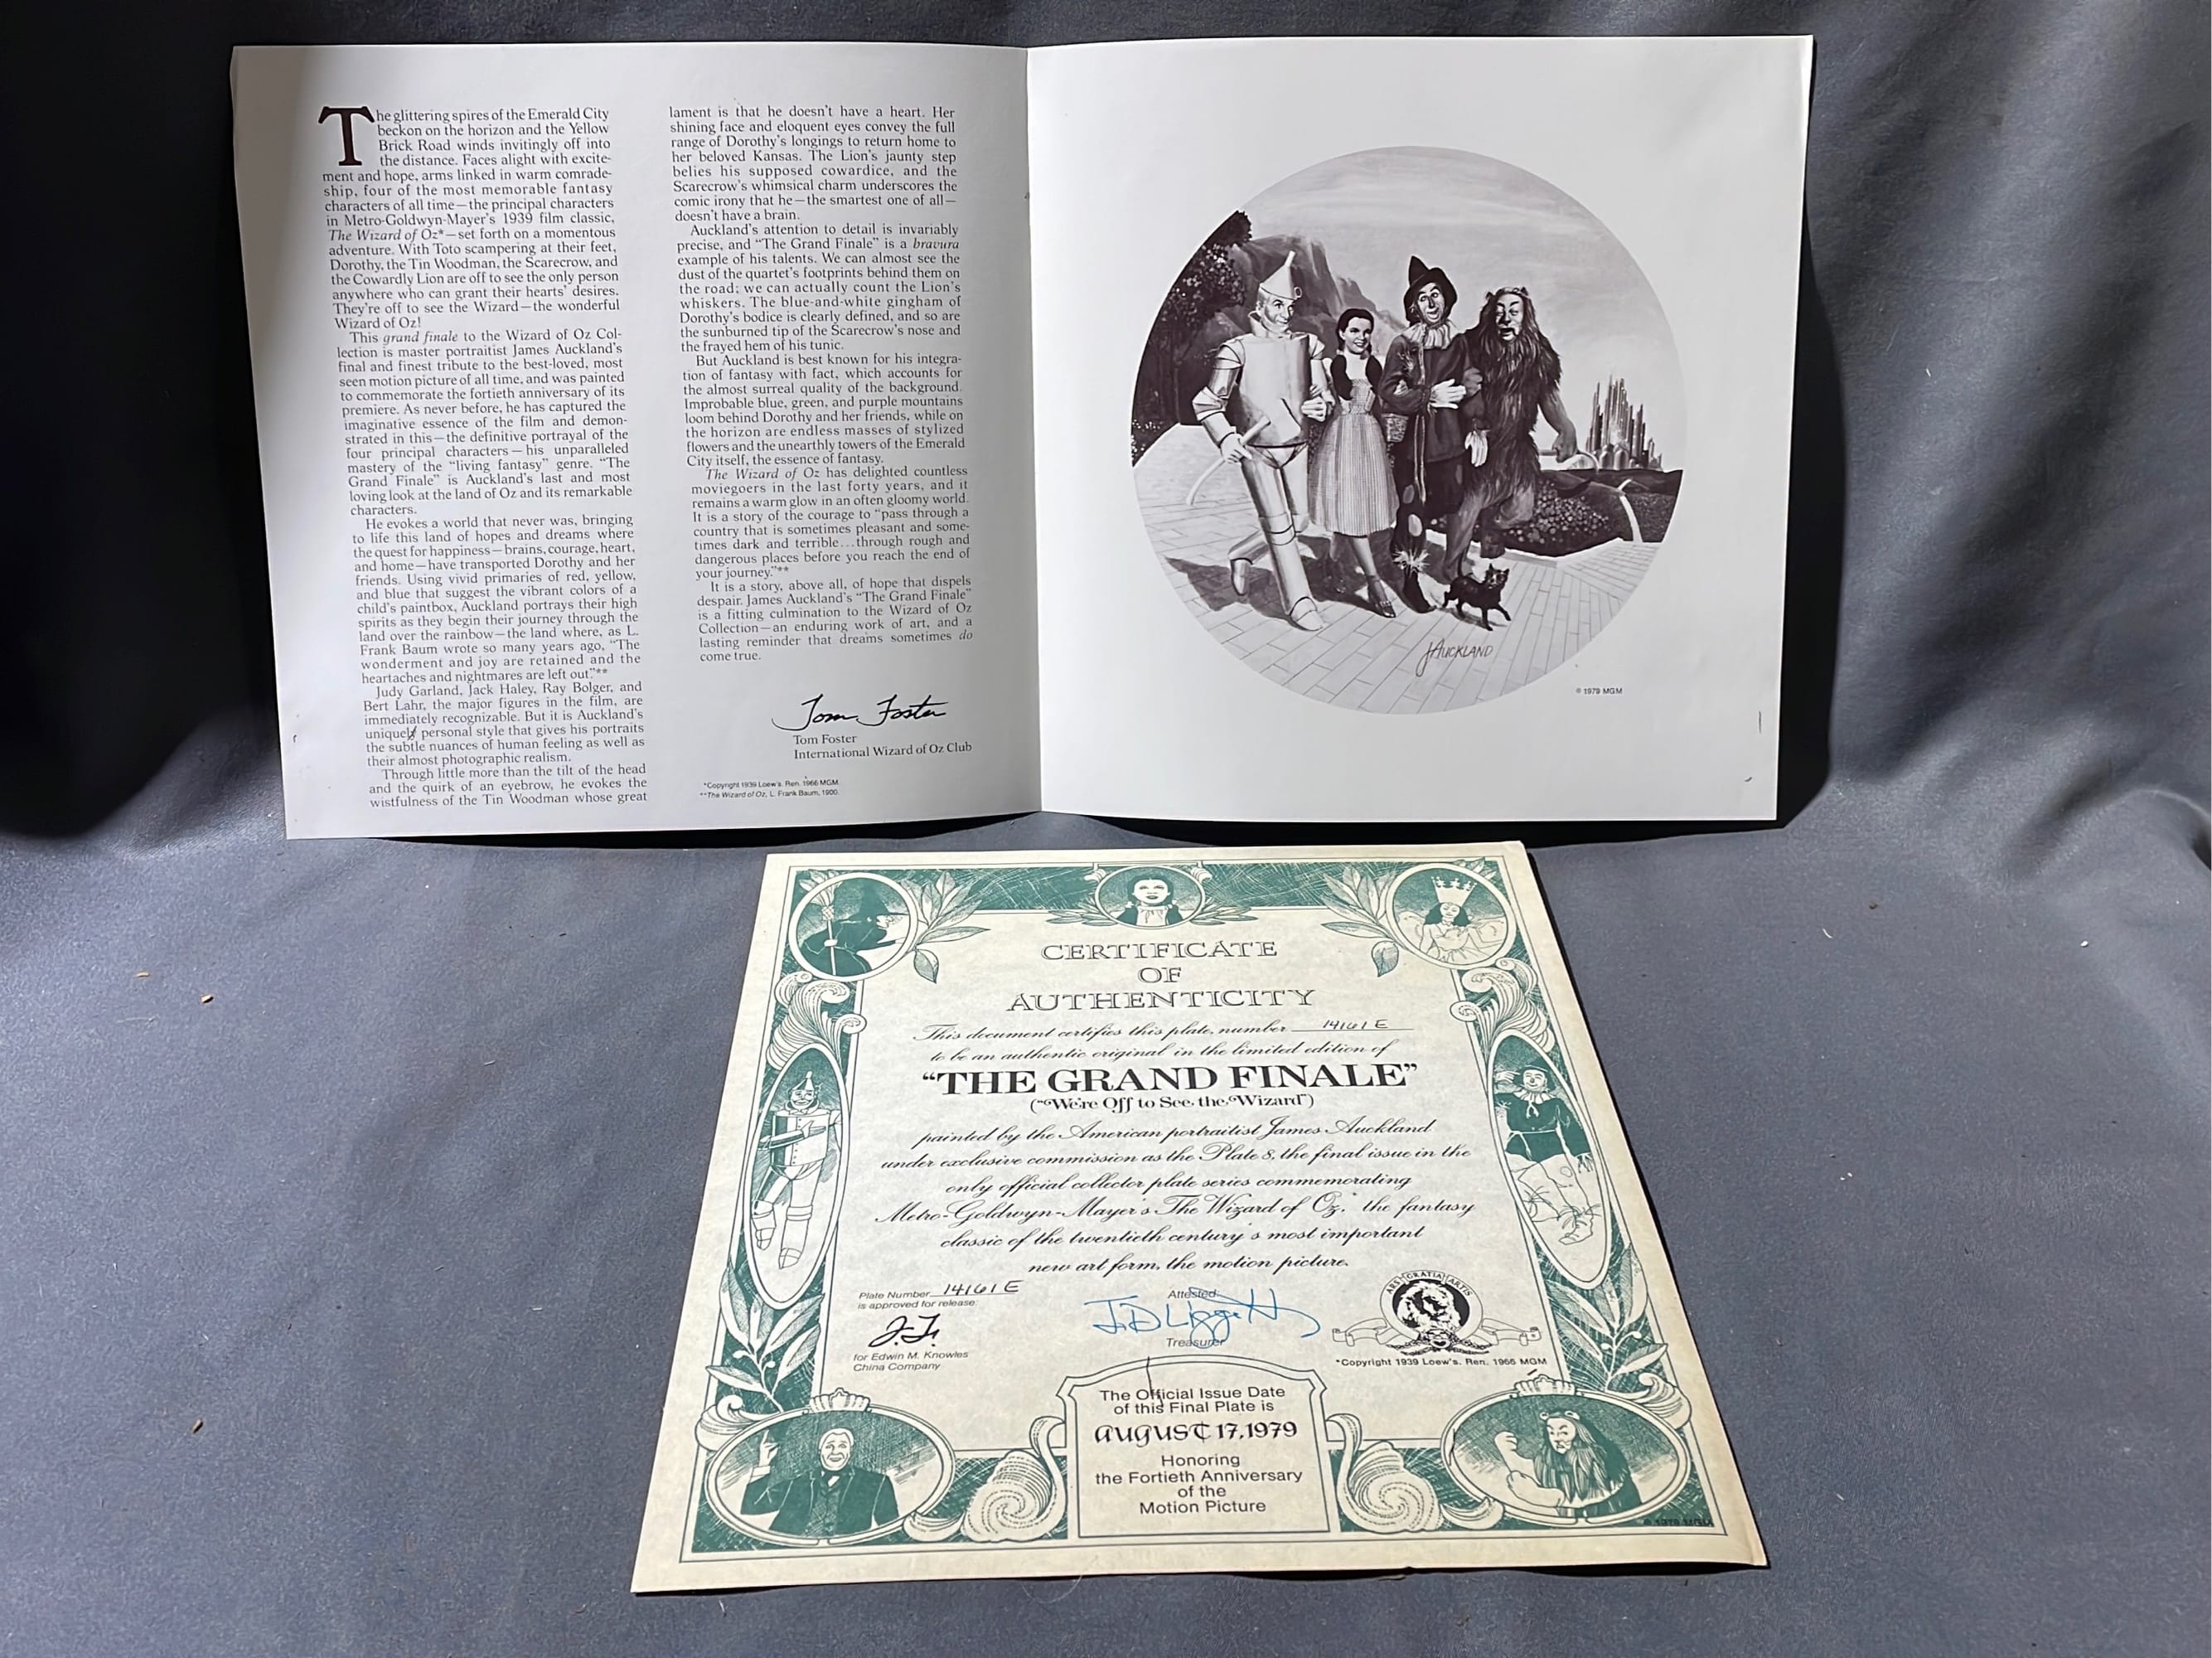 The glittering spires of the Emerald City
beckon on the horizon and the Yellow
Brick Road winds invitingly off into
the distance. Faces alight with excite-
ment and hope, arms linked in warm comrade-
ship, four of the most memorable fantasy
characters of all time—the principal characters
in Metro-Goldwyn-Mayer's 1939 film classic,
The Wizard of Oz*—set forth on a momentous
adventure. With Toto scampering at their feet,
Dorothy, the Tin Woodman, the Scarecrow, and
the Cowardly Lion are off to see the only person
anywhere who can grant their hearts' desires.
They're off to see the Wizard—the wonderful
Wizard of Oz!
This grand finale to the Wizard of Oz Col-
lection is master portraitist James Auckland's
final and finest tribute to the best-loved, most
seen motion picture of all time, and was painted
to commemorate the fortieth anniversary of its
premiere. As never before, he has captured the
imaginative essence of the film and demon-
strated in this—the definitive portrayal of the
four principal characters—his unparalleled
mastery of the “living fantasy” genre. “The
Grand Finale” is Auckland's last and most
loving look at the land of Oz and its remarkable
characters.
He evokes a world that never was, bringing
to life this land of hopes and dreams where
the quest for happiness—brains, courage, heart,
and home—have transported Dorothy and her
friends. Using vivid primaries of red, yellow,
and blue that suggest the vibrant colors of a
child's paintbox, Auckland portrays their high
spirits as they begin their journey through the
land over the rainbow—the land where, as L.
Frank Baum wrote so many years ago, “The
wonderment and joy are retained and the
heartaches and nightmares are left out.”**
Judy Garland, Jack Haley, Ray Bolger, and
Bert Lahr, the major figures in the film, are
immediately recognizable. But it is Auckland's
uniquely personal style that gives his portraits
the subtle nuances of human feeling as well as
their almost photographic realism.
Through little more than the tilt of the head
and the quirk of an eyebrow, he evokes the
wistfulness of the Tin Woodman whose great
lament is that he doesn't have a heart. Her
shining face and eloquent eyes convey the full
range of Dorothy's longings to return home to
her beloved Kansas. The Lion's jaunty step
belies his supposed cowardice, and the
Scarecrow's whimsical charm underscores the
comic irony that he—the smartest one of all—
doesn't have a brain.
Auckland's attention to detail is invariably
precise, and “The Grand Finale” is a bravura
example of his talents. We can almost see the
dust of the quartet's footprints behind them on
the road; we can actually count the Lion's
whiskers. The blue-and-white gingham of
Dorothy's bodice is clearly defined, and so are
the sunburned tip of the Scarecrow's nose and
the frayed hem of his tunic.
But Auckland is best known for his integra-
tion of fantasy with fact, which accounts for
the almost surreal quality of the background.
Improbable blue, green, and purple mountains
loom behind Dorothy and her friends, while on
the horizon are endless masses of stylized
flowers and the unearthly towers of the Emerald
City itself, the essence of fantasy.
The Wizard of Oz has delighted countless
moviegoers in the last forty years, and it
remains a warm glow in an often gloomy world.
It is a story of the courage to “pass through a
country that is sometimes pleasant and some-
times dark and terrible...through rough and
dangerous places before you reach the end of
your journey.”**
It is a story, above all, of hope that dispels
despair. James Auckland's “The Grand Finale”
is a fitting culmination to the Wizard of Oz
Collection—an enduring work of art, and a
lasting reminder that dreams sometimes do
come true.
Tom Foster
Tom Foster
International Wizard of Oz Club
*Copyright 1939 Loew's. Ren. 1966 MGM.
**The Wizard of Oz, L. Frank Baum, 1900.
J AUCKLAND
© 1979 MGM
CERTIFICATE
OF
AUTHENTICITY
This document certifies this plate, number 14161 E
to be an authentic original in the limited edition of
“THE GRAND FINALE”
(“We're Off to See the Wizard”)
painted by the American portraitist James Auckland
under exclusive commission as the Plate 8, the final issue in the
only official collector plate series commemorating
Metro-Goldwyn-Mayer's The Wizard of Oz,* the fantasy
classic of the twentieth century's most important
new art form, the motion picture.
Plate Number 14161 E
is approved for release:
J.F.
for Edwin M. Knowles
China Company
Attested:
Treasurer
ARS GRATIA ARTIS
*Copyright 1939 Loew's. Ren. 1966 MGM
The Official Issue Date
of this Final Plate is
AUGUST 17, 1979
Honoring
the Fortieth Anniversary
of the
Motion Picture
© 1979 MGM